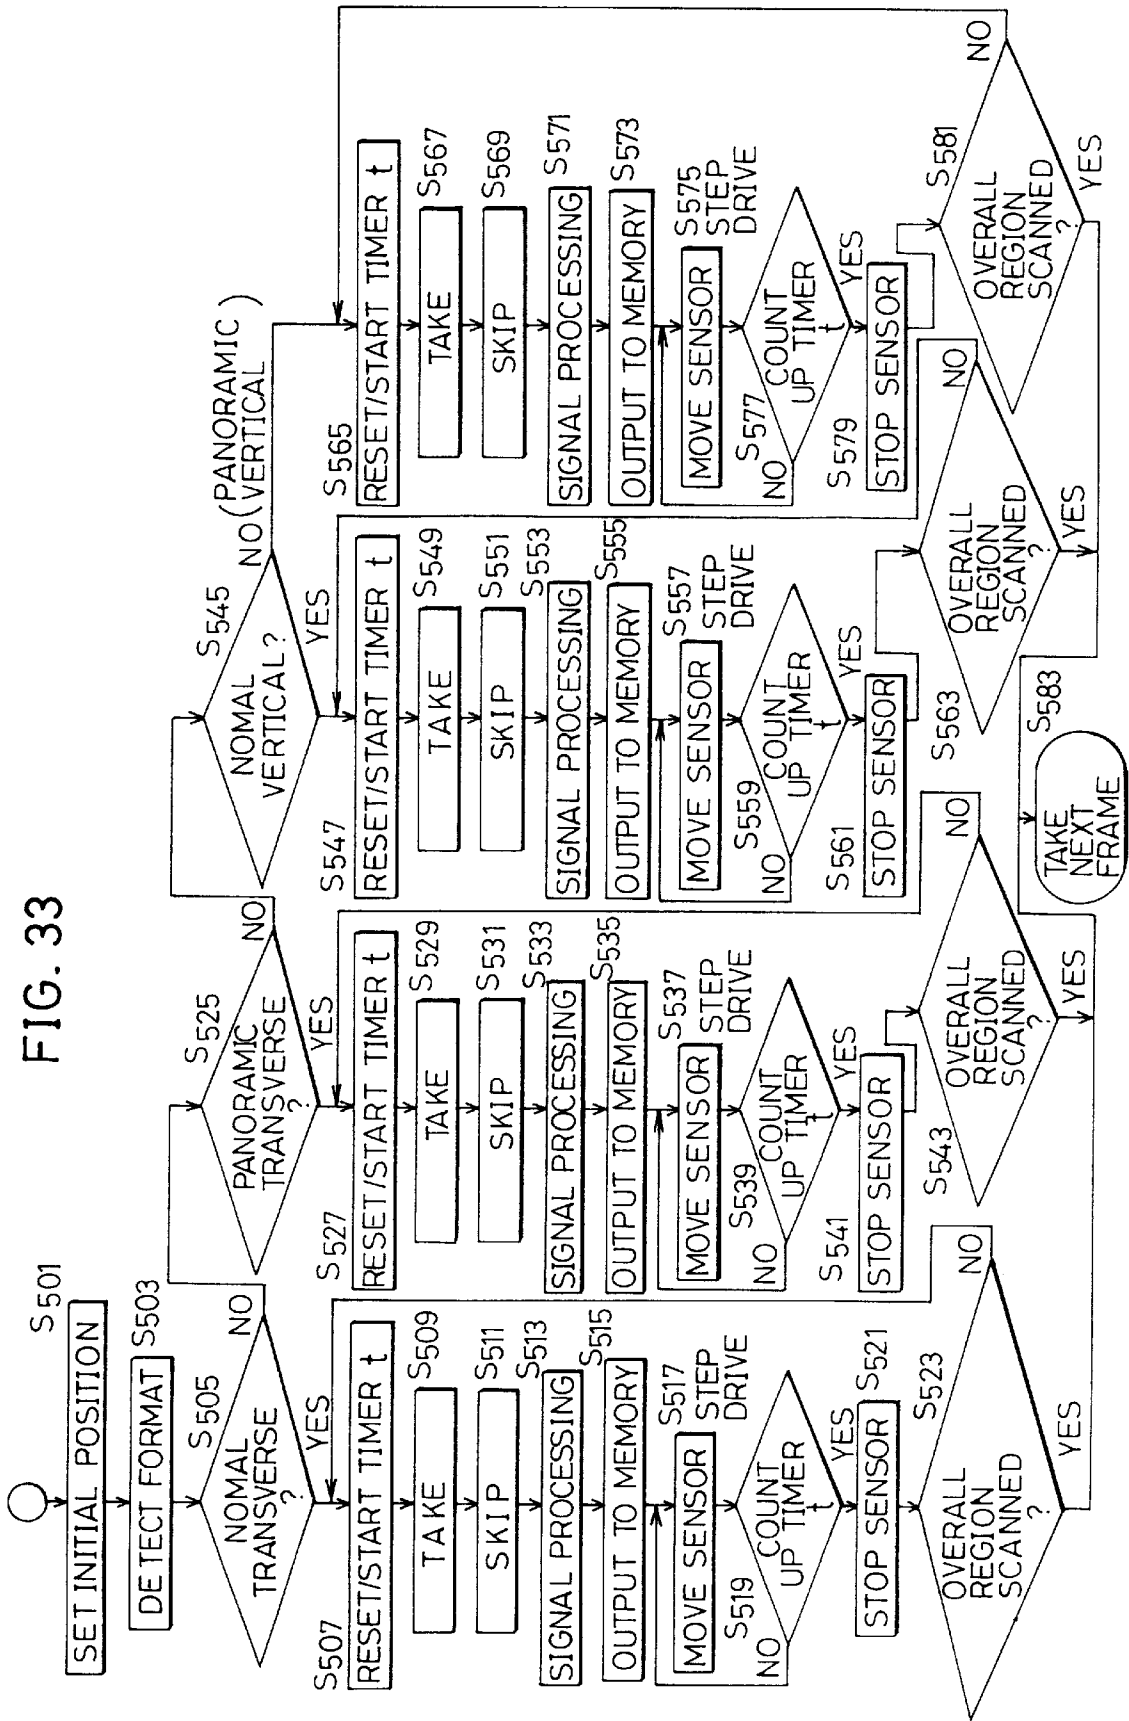 FIG. 33
S501
SET INITIAL POSITION
S503
DETECT FORMAT
S505
NOMAL
TRANSVERSE
?
NO
YES
S507
RESET/START TIMER t
S509
TAKE
S511
SKIP
S513
SIGNAL PROCESSING
S515
OUTPUT TO MEMORY
S517
STEP
DRIVE
MOVE SENSOR
S519
COUNT
UP TIMER
t
NO
YES
S521
STOP SENSOR
S523
OVERALL
REGION
SCANNED
?
NO
YES
S525
PANORAMIC
TRANSVERSE
?
NO
YES
S527
RESET/START TIMER t
S529
TAKE
S531
SKIP
S533
SIGNAL PROCESSING
S535
OUTPUT TO MEMORY
S537
STEP
DRIVE
MOVE SENSOR
S539
COUNT
UP TIMER
t
NO
YES
S541
STOP SENSOR
S543
OVERALL
REGION
SCANNED
?
NO
YES
S545
NOMAL
VERTICAL?
NO (PANORAMIC
VERTICAL )
YES
S547
RESET/START TIMER t
S549
TAKE
S551
SKIP
S553
SIGNAL PROCESSING
S555
OUTPUT TO MEMORY
S557
STEP
DRIVE
MOVE SENSOR
S559
COUNT
UP TIMER
t
NO
YES
S561
STOP SENSOR
S563
OVERALL
REGION
SCANNED
?
NO
YES
S565
RESET/START TIMER t
S567
TAKE
S569
SKIP
S571
SIGNAL PROCESSING
S573
OUTPUT TO MEMORY
S575
STEP
DRIVE
MOVE SENSOR
S577
COUNT
UP TIMER
t
NO
YES
S579
STOP SENSOR
S581
OVERALL
REGION
SCANNED
?
NO
YES
S583
TAKE
NEXT
FRAME